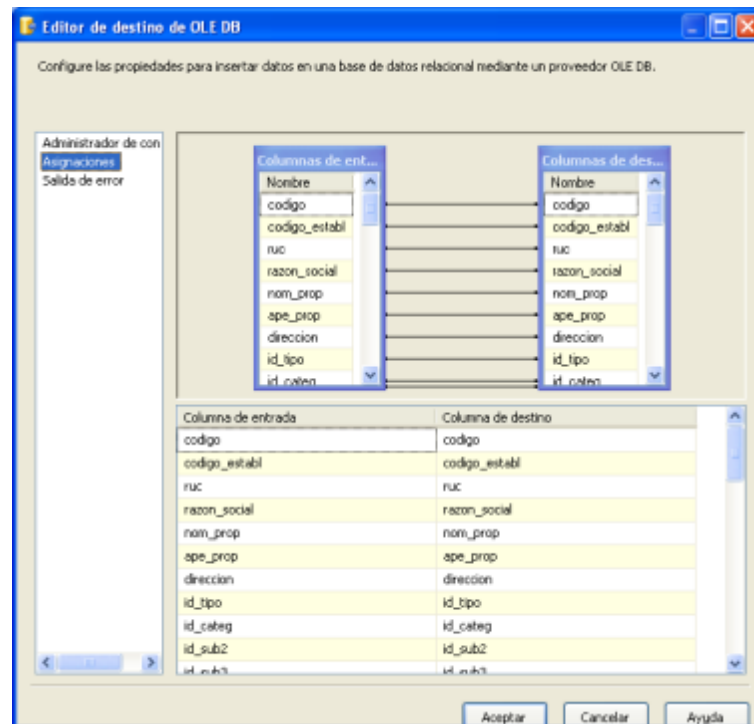 Editor de destino de OLE DB
Configure las propiedades para insertar datos en una base de datos relacional mediante un proveedor OLE DB.
Administrador de con
Asignaciones
Salida de error
Columnas de ent...
Nombre
codigo
codigo_establ
ruc
razon_social
nom_prop
ape_prop
direccion
id_tipo
id_categ
Columnas de des...
Nombre
codigo
codigo_establ
ruc
razon_social
nom_prop
ape_prop
direccion
id_tipo
id_categ
Columna de entrada Columna de destino
codigo codigo
codigo_establ codigo_establ
ruc ruc
razon_social razon_social
nom_prop nom_prop
ape_prop ape_prop
direccion direccion
id_tipo id_tipo
id_categ id_categ
id_sub2 id_sub2
id_sub3 id_sub3
Aceptar Cancelar Ayuda